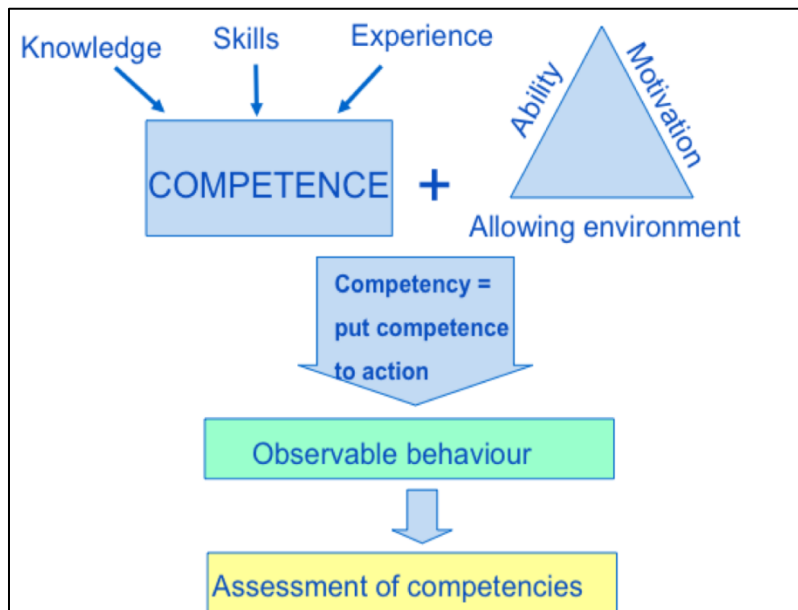 Knowledge
Skills
Experience
COMPETENCE
+
Ability
Motivation
Allowing environment
Competency =
put competence
to action
Observable behaviour
Assessment of competencies